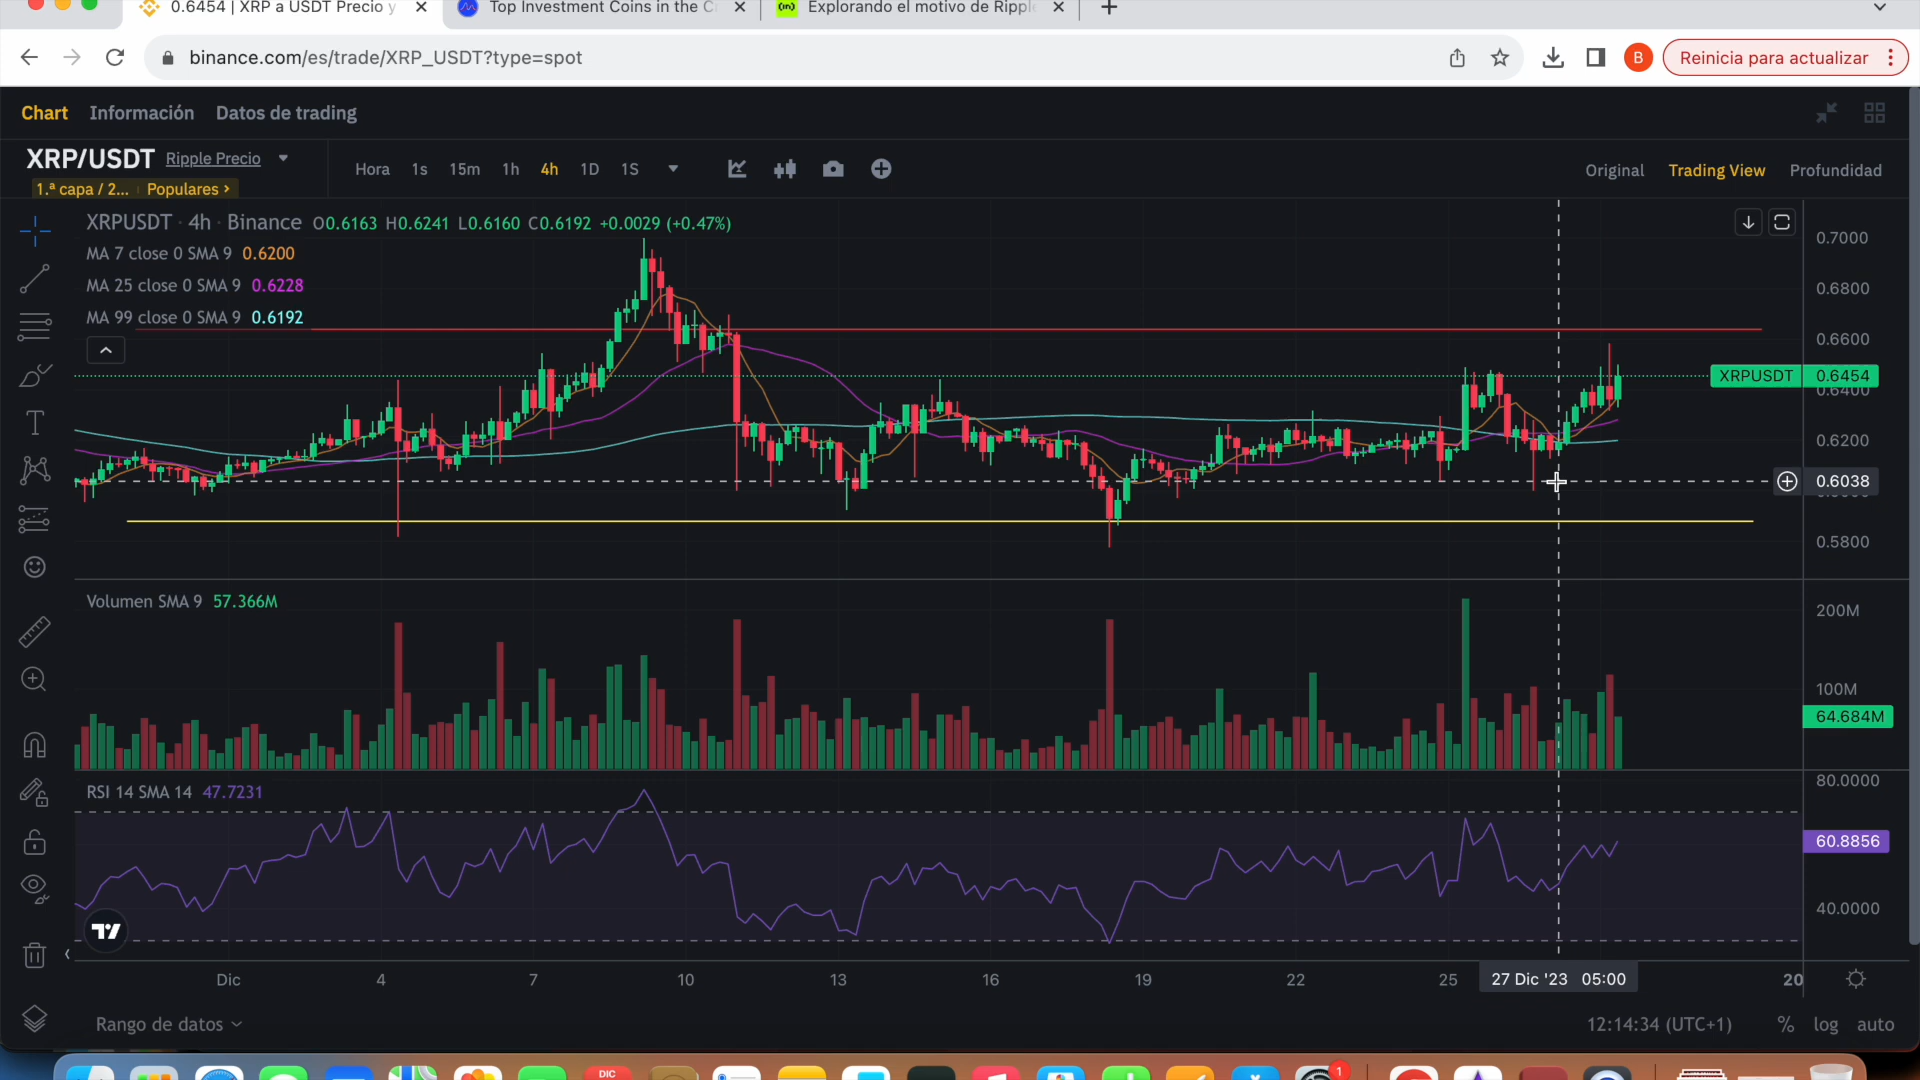 0.6454 | XRP a USDT Precio y
Top Investment Coins in the C
Explorando el motivo de Ripple
binance.com/es/trade/XRP_USDT?type=spot
B
Reinicia para actualizar
Chart Información Datos de trading
XRP/USDT Ripple Precio
1.ª capa / 2... Populares
Hora 1s 15m 1h 4h 1D 1S
Original Trading View Profundidad
XRPUSDT · 4h · Binance O0.6163 H0.6241 L0.6160 C0.6192 +0.0029 (+0.47%)
MA 7 close 0 SMA 9 0.6200
MA 25 close 0 SMA 9 0.6228
MA 99 close 0 SMA 9 0.6192
0.7000
0.6800
0.6600
XRPUSDT 0.6454
0.6400
0.6200
0.6038
0.5800
Volumen SMA 9 57.366M
200M
100M
64.684M
RSI 14 SMA 14 47.7231
80.0000
60.8856
40.0000
Dic 4 7 10 13 16 19 22 25 27 Dic '23 05:00 20
Rango de datos
12:14:34 (UTC+1) % log auto
DIC
1